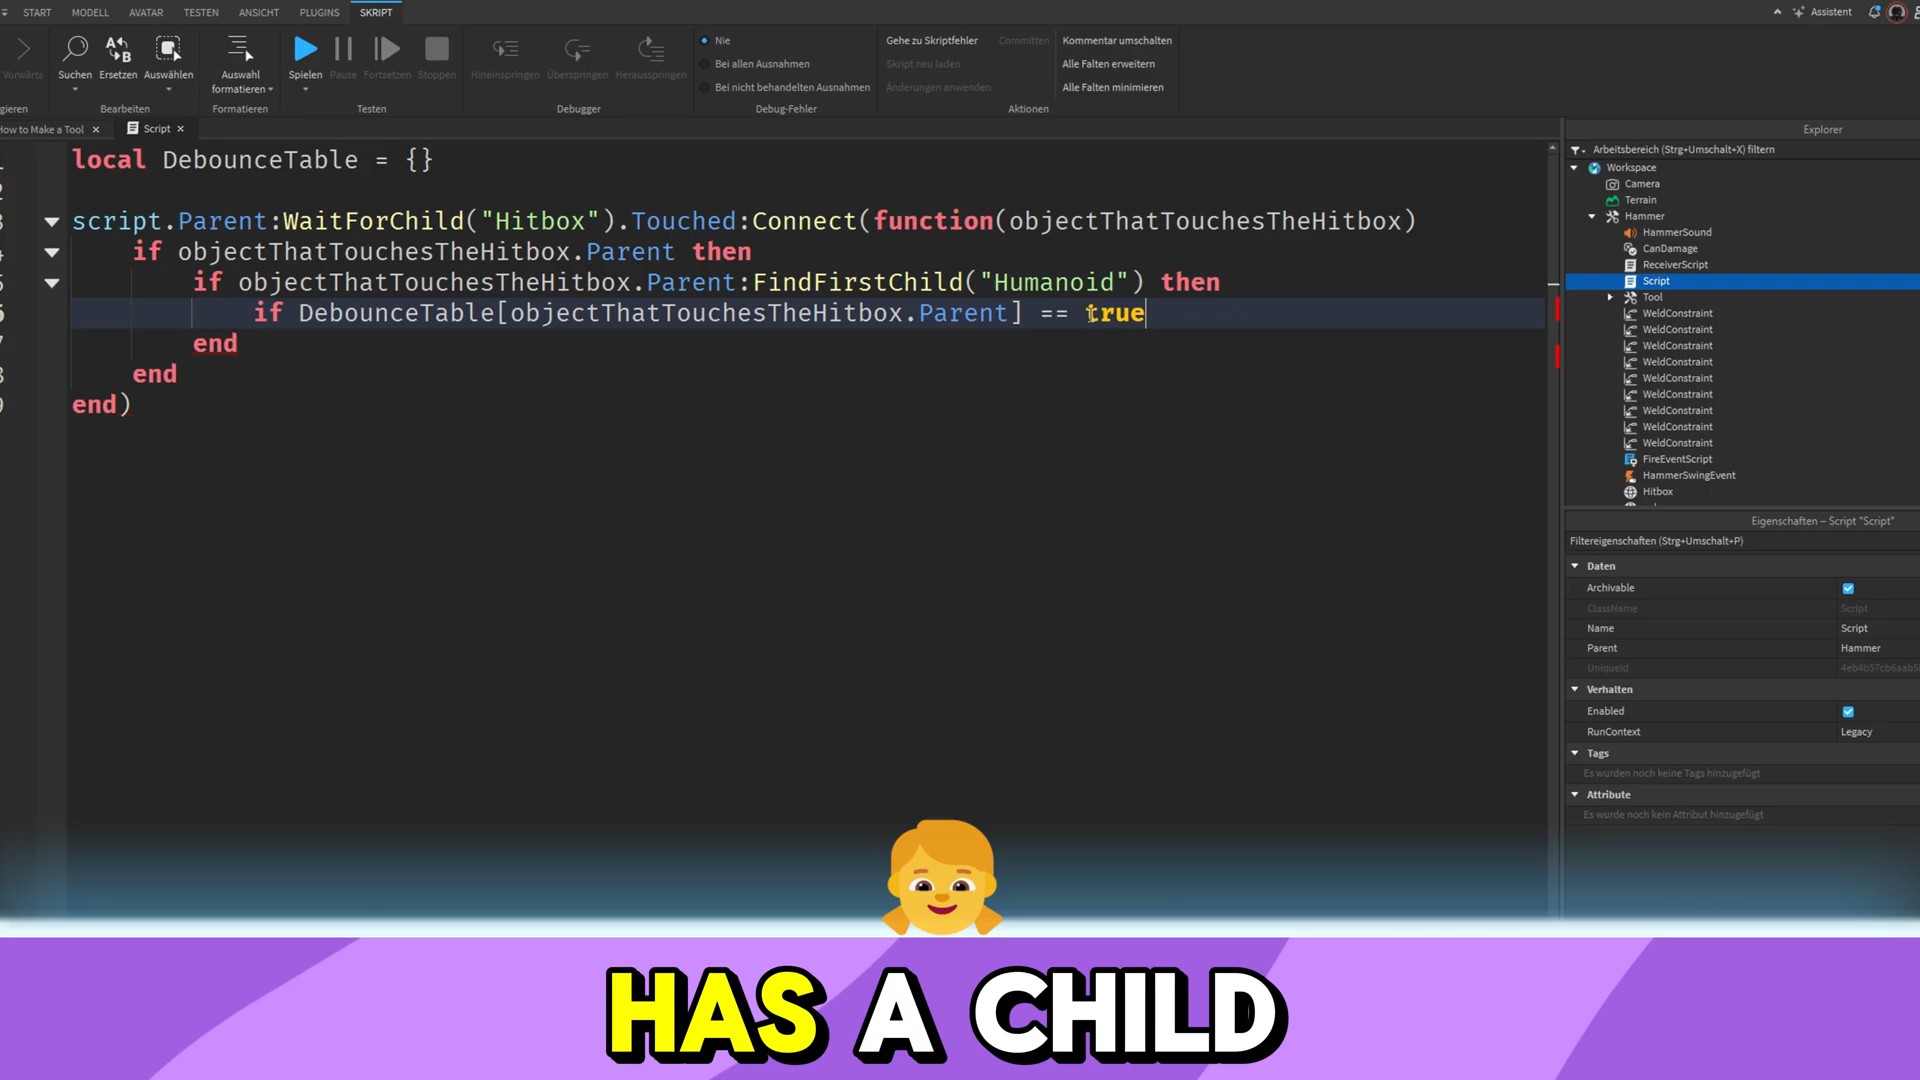 START MODELL AVATAR TESTEN ANSICHT PLUGINS SKRIPT Assistent
Vorwärts Suchen Ersetzen Auswählen Auswahl formatieren Spielen Pause Fortsetzen Stoppen Hineinspringen Überspringen Herausspringen
Nie
Bei allen Ausnahmen
Bei nicht behandelten Ausnahmen
Gehe zu Skriptfehler Committen Kommentar umschalten
Skript neu laden Alle Falten erweitern
Änderungen anwenden Alle Falten minimieren
gieren Bearbeiten Formatieren Testen Debugger Debug-Fehler Aktionen
How to Make a Tool Script
local DebounceTable = {}
script.Parent:WaitForChild("Hitbox").Touched:Connect(function(objectThatTouchesTheHitbox)
if objectThatTouchesTheHitbox.Parent then
if objectThatTouchesTheHitbox.Parent:FindFirstChild("Humanoid") then
if DebounceTable[objectThatTouchesTheHitbox.Parent] == true
end
end
end)
Explorer
Arbeitsbereich (Strg+Umschalt+X) filtern
Workspace
Camera
Terrain
Hammer
HammerSound
CanDamage
ReceiverScript
Script
Tool
WeldConstraint
WeldConstraint
WeldConstraint
WeldConstraint
WeldConstraint
WeldConstraint
WeldConstraint
WeldConstraint
WeldConstraint
FireEventScript
HammerSwingEvent
Hitbox
Eigenschaften – Script "Script"
Filtereigenschaften (Strg+Umschalt+P)
Daten
Archivable
ClassName Script
Name Script
Parent Hammer
UniqueId
Verhalten
Enabled
RunContext Legacy
Tags
Es wurden noch keine Tags hinzugefügt
Attribute
Es wurde noch kein Attribut hinzugefügt
HAS A CHILD